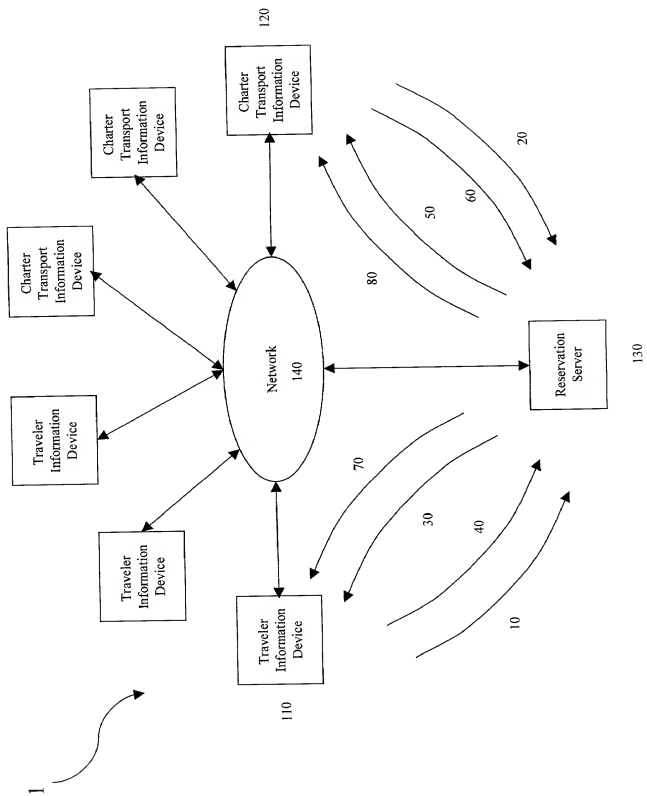 1
110
Traveler
Information
Device
Traveler
Information
Device
Traveler
Information
Device
Charter
Transport
Information
Device
Charter
Transport
Information
Device
Charter
Transport
Information
Device
120
Network
140
70
30
40
10
80
50
60
20
Reservation
Server
130